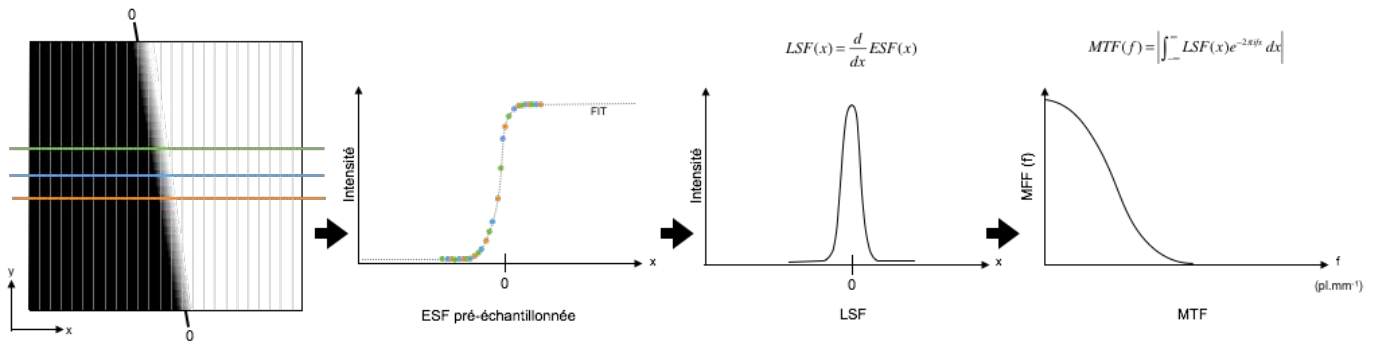 0
0
y
x
Intensité
FIT
x
0
ESF pré-échantillonnée
LSF(x) = d/dx ESF(x)
Intensité
x
0
LSF
MTF(f) = |∫_{-∞}^{∞} LSF(x)e^{-2πifx} dx|
MFF (f)
f
(pl.mm⁻¹)
MTF